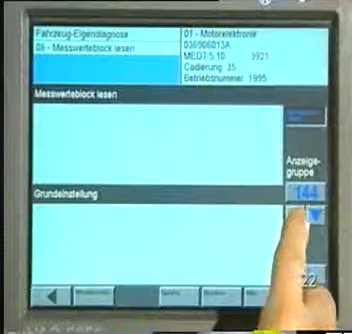 Fahrzeug-Eigendiagnose
08 - Messwerteblock lesen
01 - Motorelektronik
036906013A
MED7.5.10 3921
Codierung 35
Betriebsnummer 1995
Messwerteblock lesen
Anzeige-
gruppe
144
Grundeinstellung